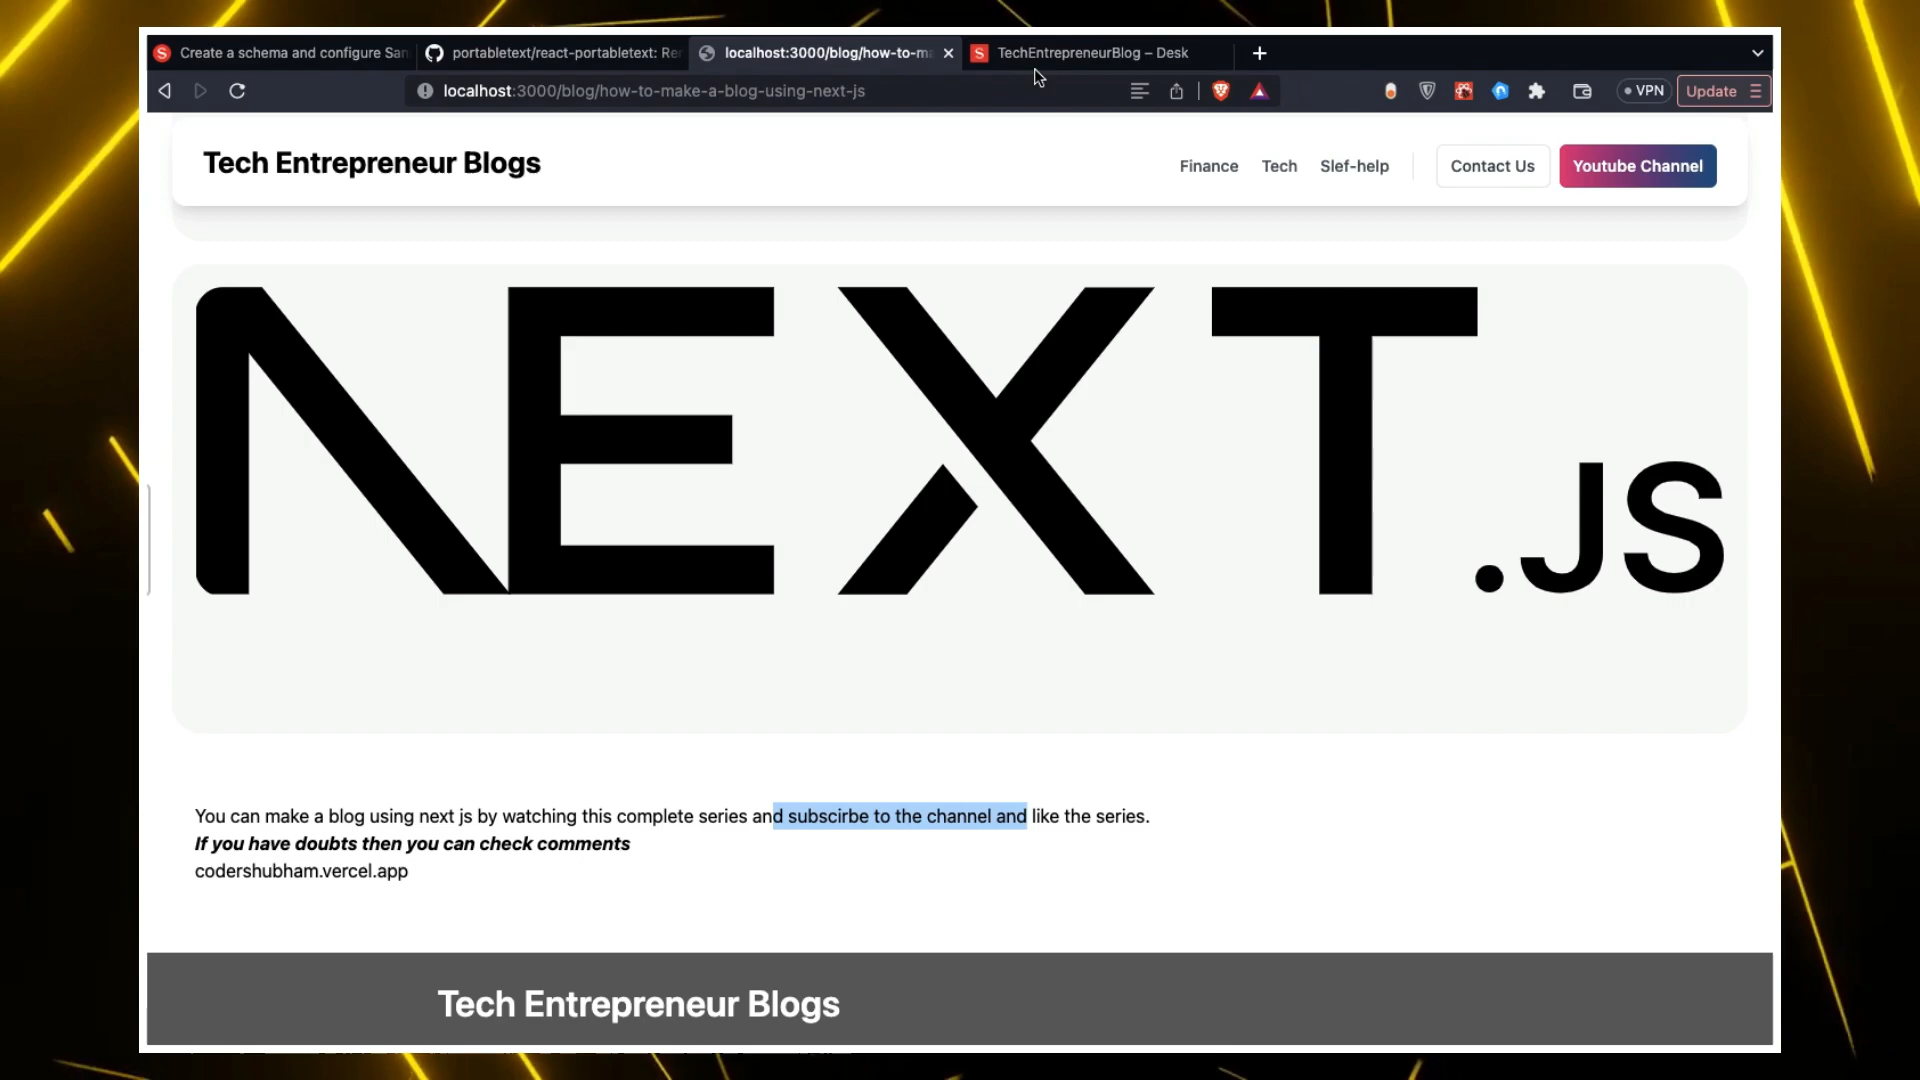 Create a schema and configure San
portabletext/react-portabletext: Rer
localhost:3000/blog/how-to-ma
TechEntrepreneurBlog – Desk
localhost:3000/blog/how-to-make-a-blog-using-next-js
VPN
Update
Tech Entrepreneur Blogs
Finance
Tech
Slef-help
Contact Us
Youtube Channel
NEXT.JS
You can make a blog using next js by watching this complete series and subscirbe to the channel and like the series.
If you have doubts then you can check comments
codershubham.vercel.app
Tech Entrepreneur Blogs